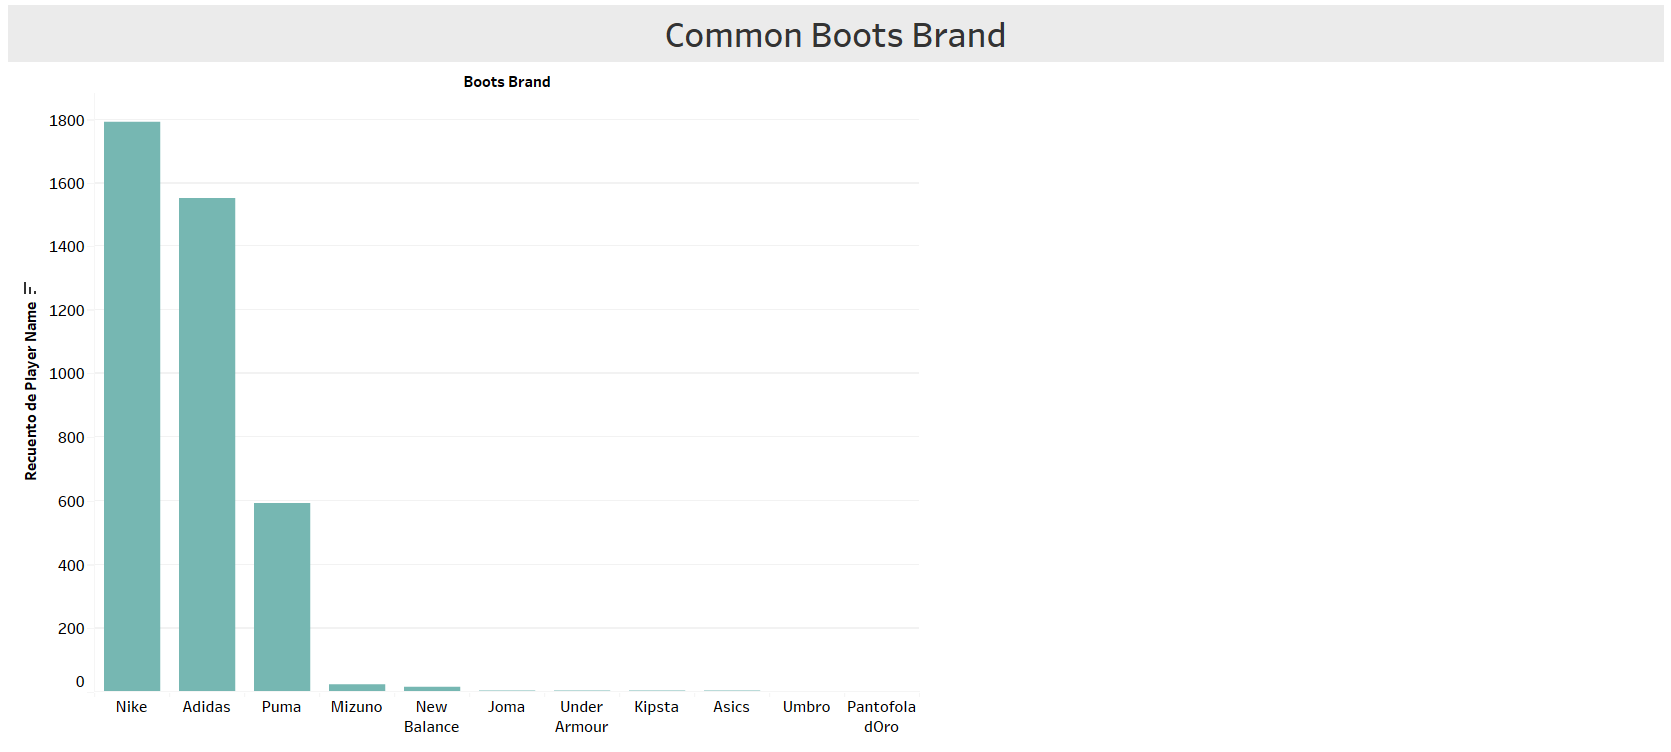 Common Boots Brand
Boots Brand
Recuento de Player Name
1800
1600
1400
1200
1000
800
600
400
200
0
Nike Adidas Puma Mizuno New Joma Under Kipsta Asics Umbro Pantofola
Balance Armour dOro